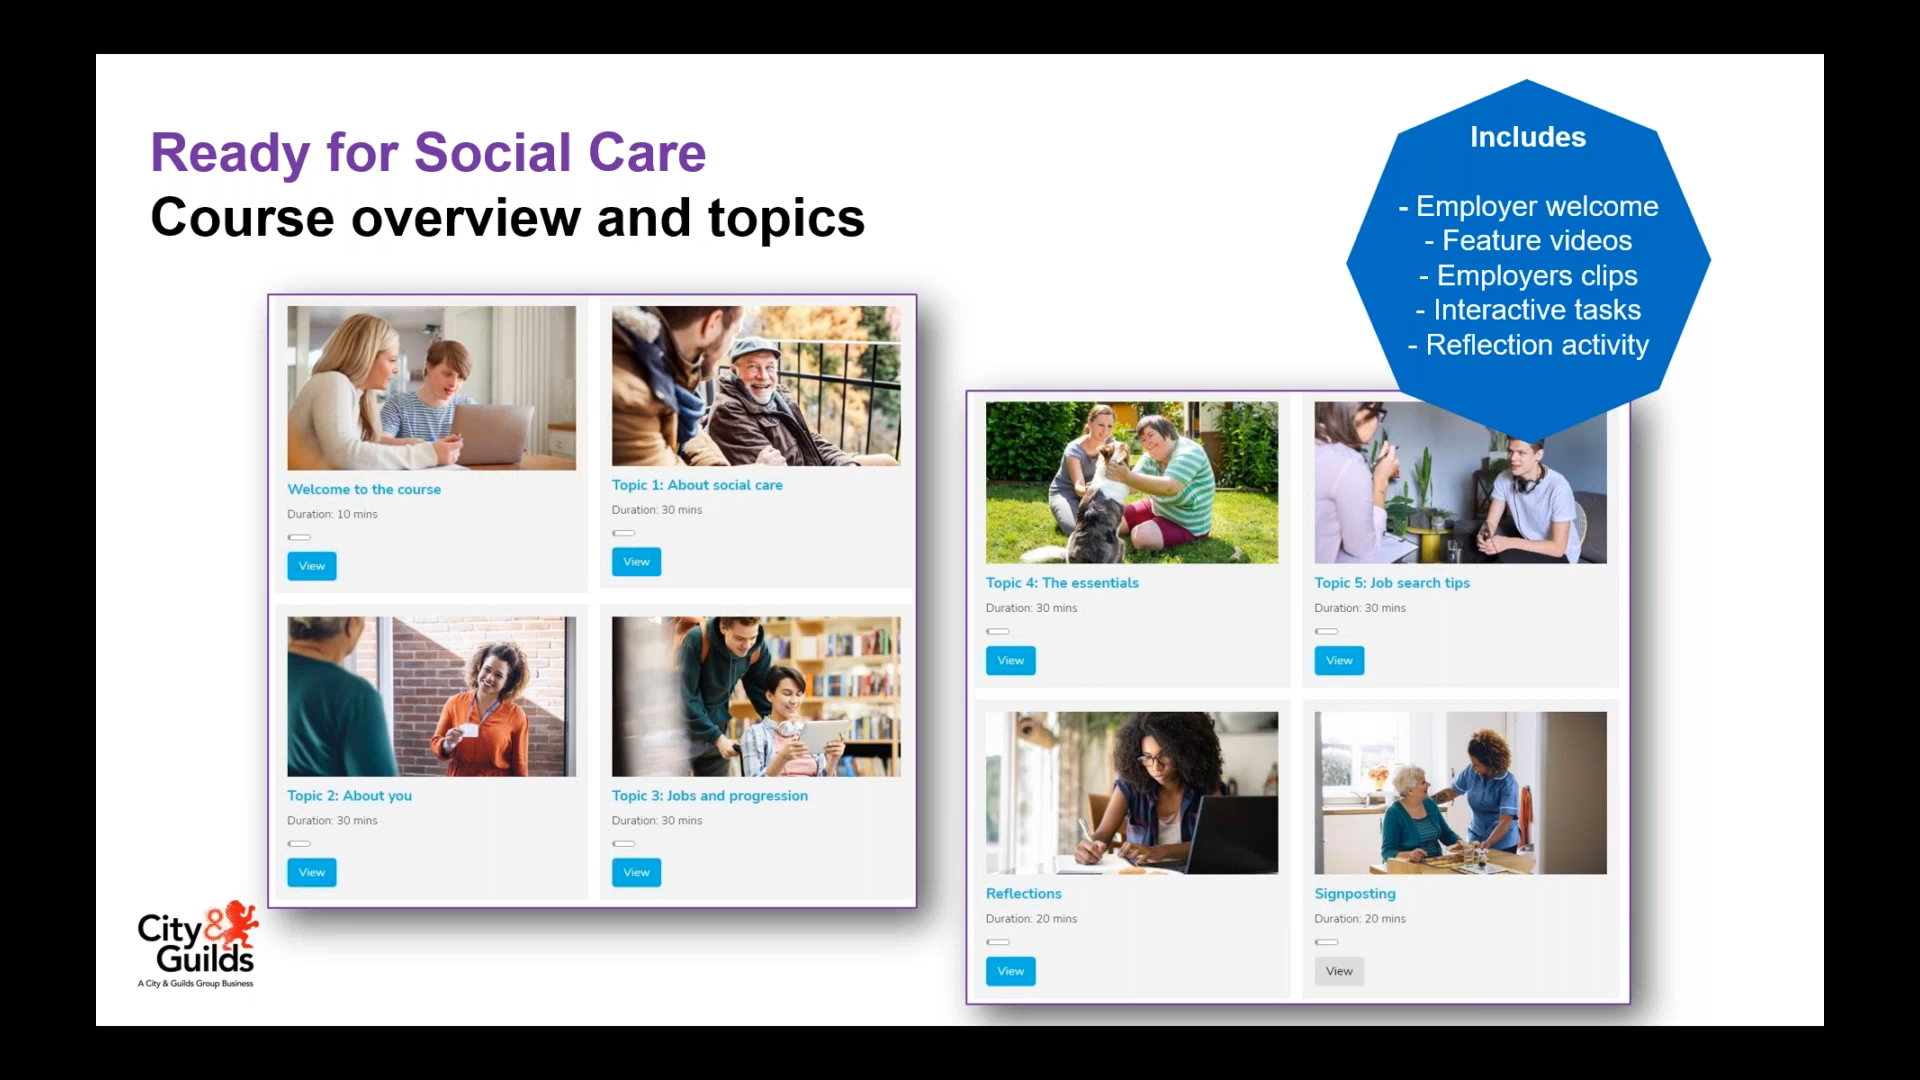 Ready for Social Care
Course overview and topics
Includes
- Employer welcome
- Feature videos
- Employers clips
- Interactive tasks
- Reflection activity
Welcome to the course
Duration: 10 mins
View
Topic 1: About social care
Duration: 30 mins
View
Topic 2: About you
Duration: 30 mins
View
Topic 3: Jobs and progression
Duration: 30 mins
View
Topic 4: The essentials
Duration: 30 mins
View
Topic 5: Job search tips
Duration: 30 mins
View
Reflections
Duration: 20 mins
View
Signposting
Duration: 20 mins
View
City &
Guilds
A City & Guilds Group Business